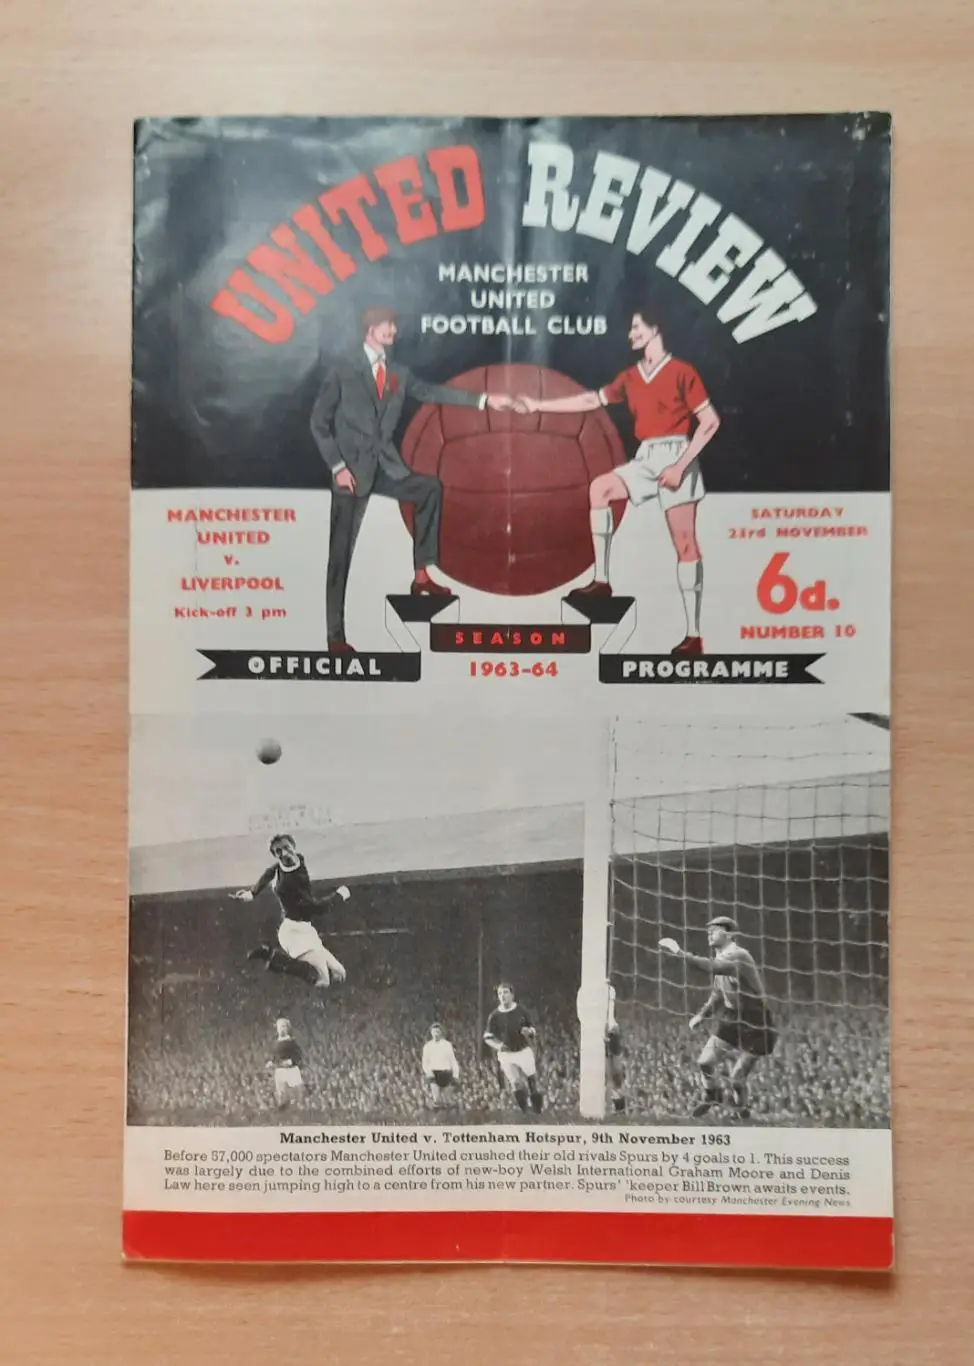 UNITED REVIEW
MANCHESTER
UNITED
FOOTBALL CLUB
MANCHESTER
UNITED
v.
LIVERPOOL
Kick-off 3 pm
SATURDAY
23rd NOVEMBER
6d.
NUMBER 10
SEASON
1963-64
OFFICIAL
PROGRAMME
Manchester United v. Tottenham Hotspur, 9th November 1963
Before 57,000 spectators Manchester United crushed their old rivals Spurs by 4 goals to 1. This success
was largely due to the combined efforts of new-boy Welsh International Graham Moore and Denis
Law here seen jumping high to a centre from his new partner. Spurs' 'keeper Bill Brown awaits events.
Photo by courtesy Manchester Evening News